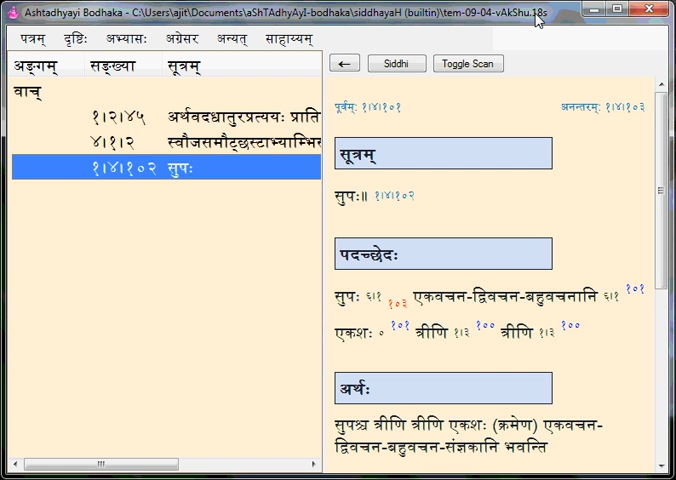 Ashtadhyayi Bodhaka - C:\Users\ajit\Documents\aShTAdhyAyI-bodhaka\siddhayaH (builtin)\tem-09-04-vAkShu.18s
पत्रम् दृष्टिः अभ्यासः अग्रेसर अन्यत् साहाय्यम्
अङ्गम् सङ्ख्या सूत्रम्
वाच्
१।२।४५ अर्थवदधातुरप्रत्ययः प्राति
४।१।२ स्वौजसमौट्छस्टाभ्याम्भिस
१।४।१०२ सुपः
← Siddhi Toggle Scan
पूर्वम्: १।४।१०१ अनन्तरम्: १।४।१०३
सूत्रम्
सुपः॥ १।४।१०२
पदच्छेदः
सुपः ६।१ १०३ एकवचन-द्विवचन-बहुवचनानि ६।१ १०१
एकशः ० १०१ त्रीणि १।३ १०० त्रीणि १।३ १००
अर्थः
सुपश्च त्रीणि त्रीणि एकशः (क्रमेण) एकवचन-
द्विवचन-बहुवचन-संज्ञकानि भवन्ति